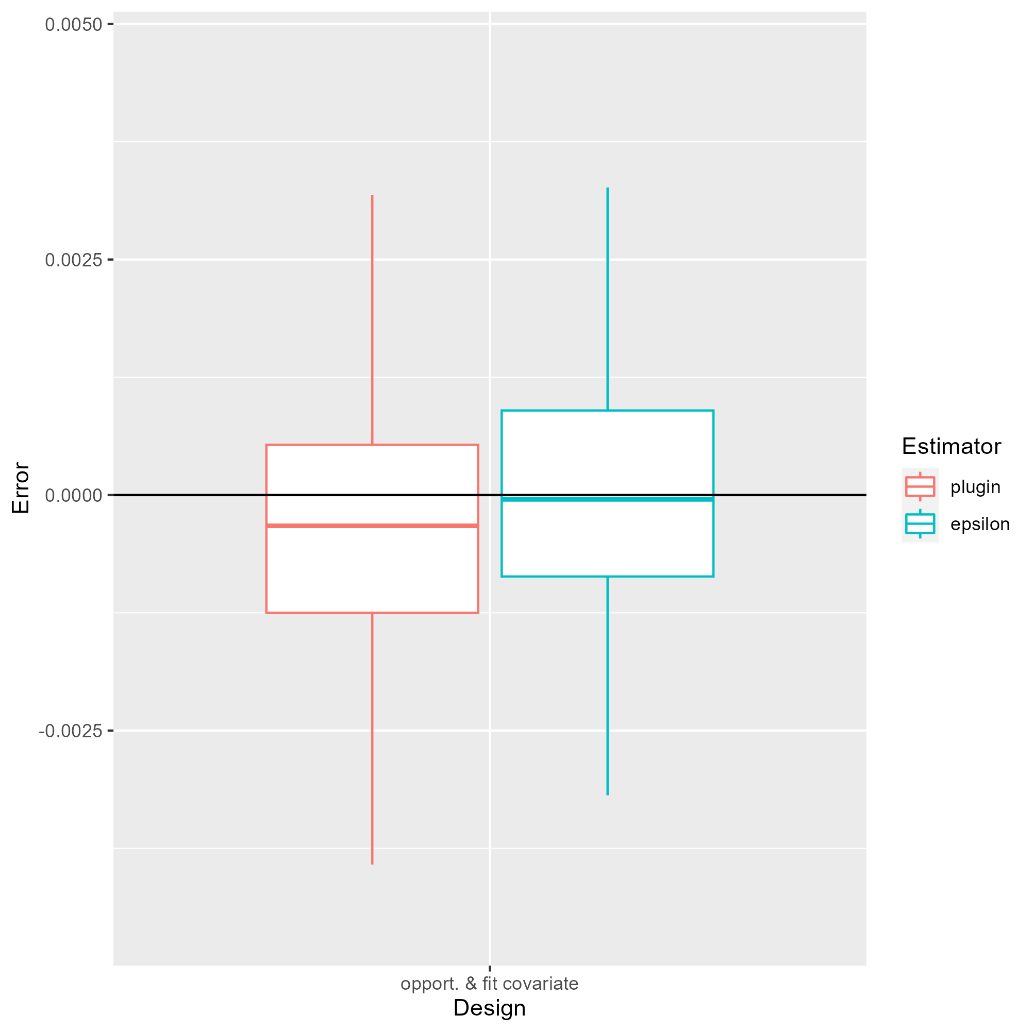 0.0050
0.0025
0.0000
-0.0025
Error
opport. & fit covariate
Design
Estimator
plugin
epsilon